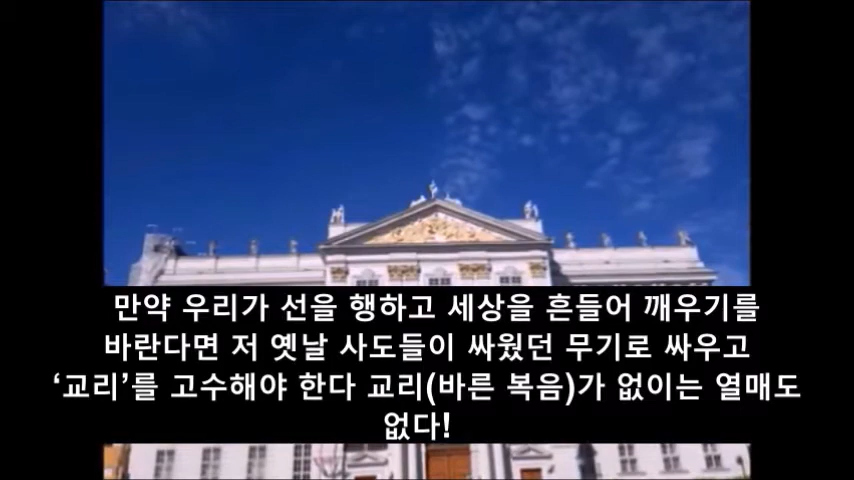 만약 우리가 선을 행하고 세상을 흔들어 깨우기를
바란다면 저 옛날 사도들이 싸웠던 무기로 싸우고
‘교리’를 고수해야 한다 교리(바른 복음)가 없이는 열매도
없다!